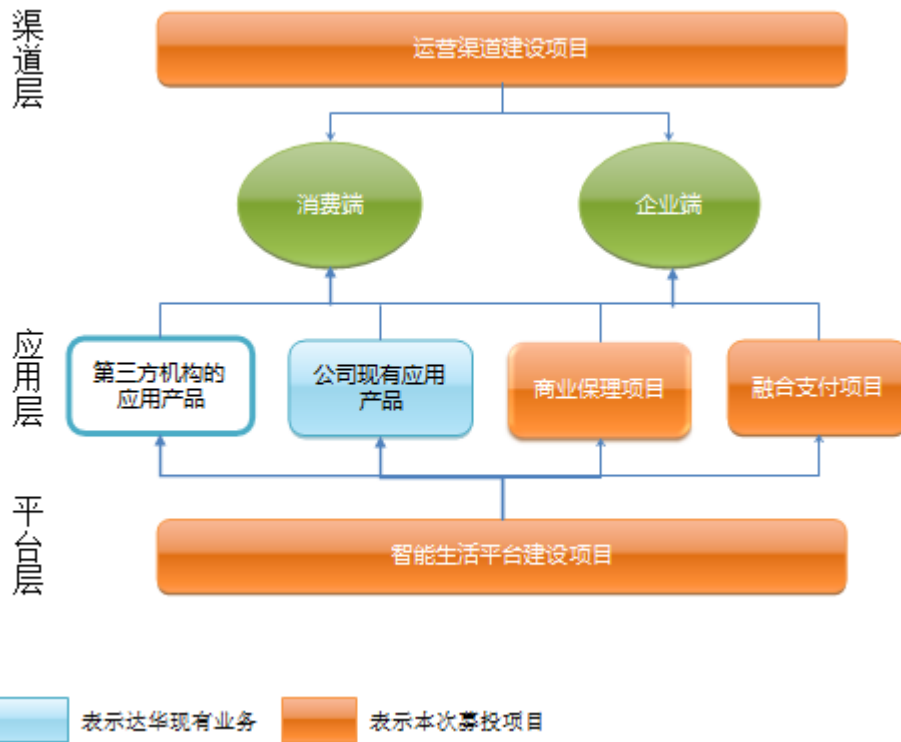 渠道层
运营渠道建设项目
消费端
企业端
应用层
第三方机构的
应用产品
公司现有应用
产品
商业保理项目
融合支付项目
平台层
智能生活平台建设项目
表示达华现有业务
表示本次募投项目